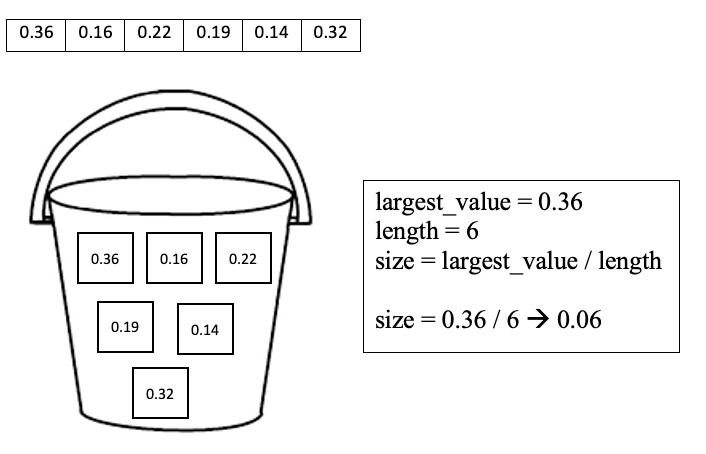 0.36 0.16 0.22 0.19 0.14 0.32
0.36 0.16 0.22
0.19 0.14
0.32
largest_value = 0.36
length = 6
size = largest_value / length
size = 0.36 / 6 → 0.06